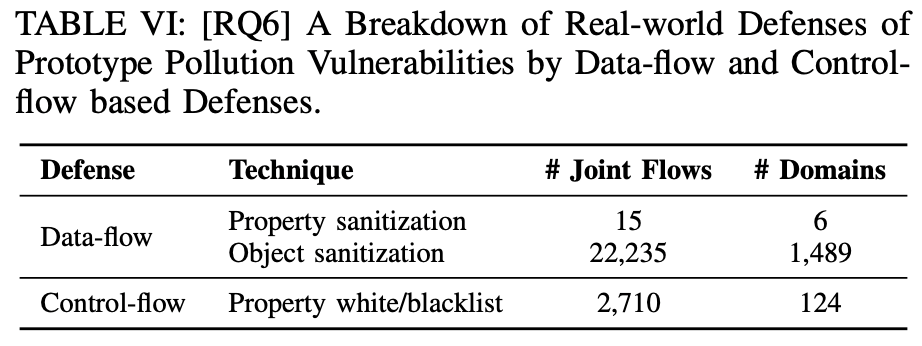 TABLE VI: [RQ6] A Breakdown of Real-world Defenses of
Prototype Pollution Vulnerabilities by Data-flow and Control-
flow based Defenses.
Defense Technique # Joint Flows # Domains
Data-flow Property sanitization 15 6
Object sanitization 22,235 1,489
Control-flow Property white/blacklist 2,710 124